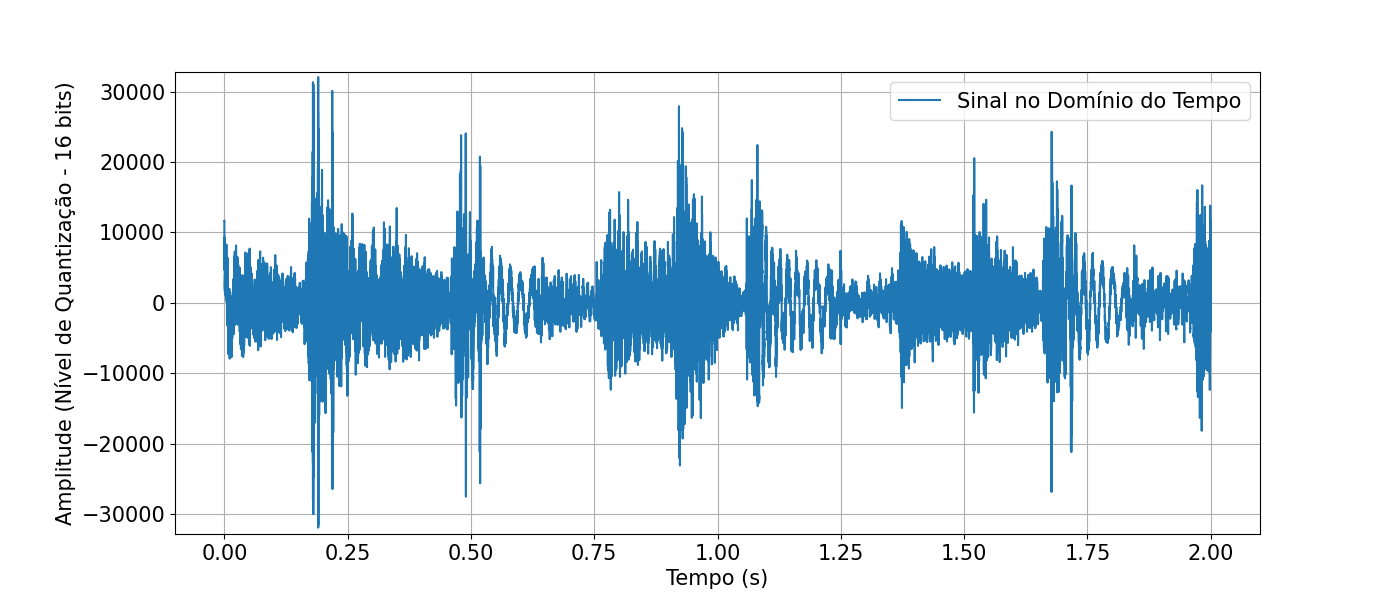 Sinal no Domínio do Tempo
Amplitude (Nível de Quantização - 16 bits)
30000
20000
10000
0
−10000
−20000
−30000
0.00 0.25 0.50 0.75 1.00 1.25 1.50 1.75 2.00
Tempo (s)